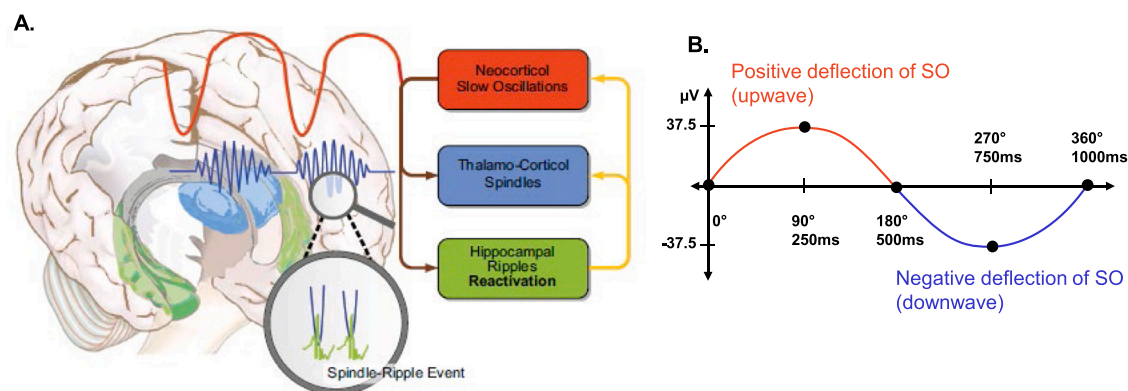 A.
Neocorticol
Slow Oscillations
Thalamo-Corticol
Spindles
Hippocampal
Ripples
Reactivation
Spindle-Ripple Event
B.
Positive deflection of SO
(upwave)
µV
37.5
-37.5
0°
90°
250ms
180°
500ms
270°
750ms
360°
1000ms
Negative deflection of SO
(downwave)